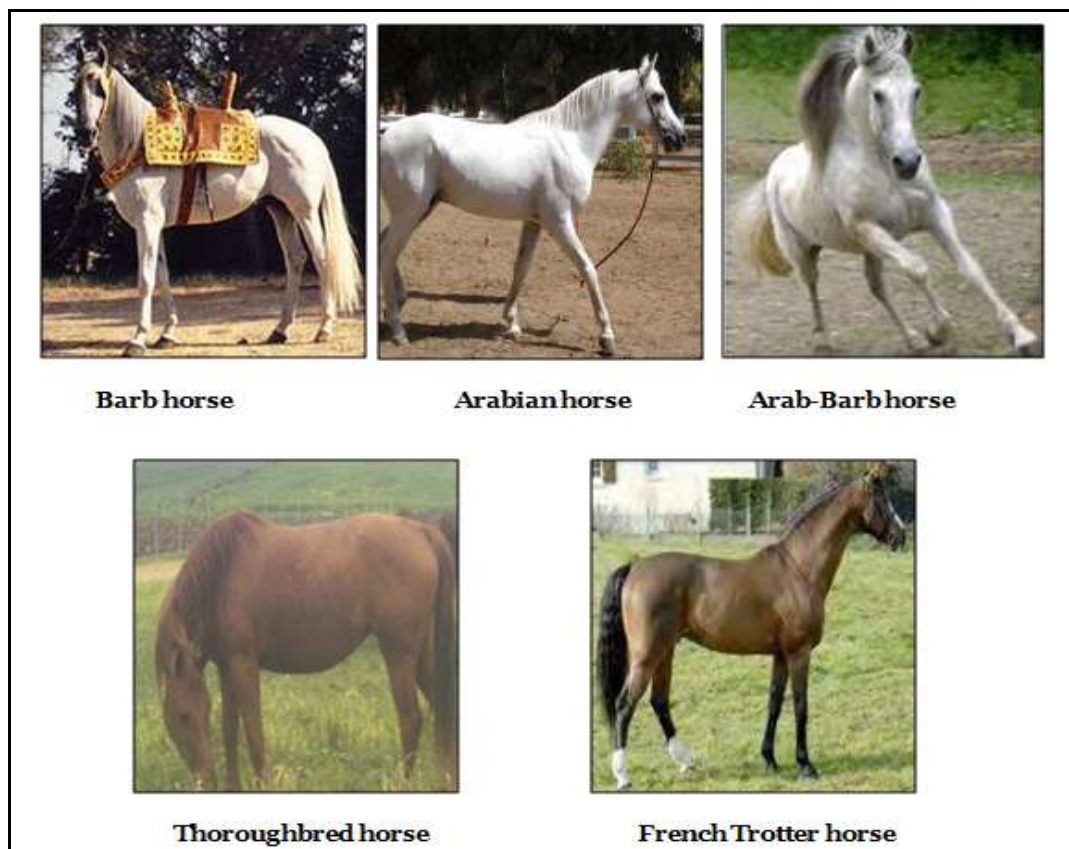 Barb horse
Arabian horse
Arab-Barb horse
Thoroughbred horse
French Trotter horse